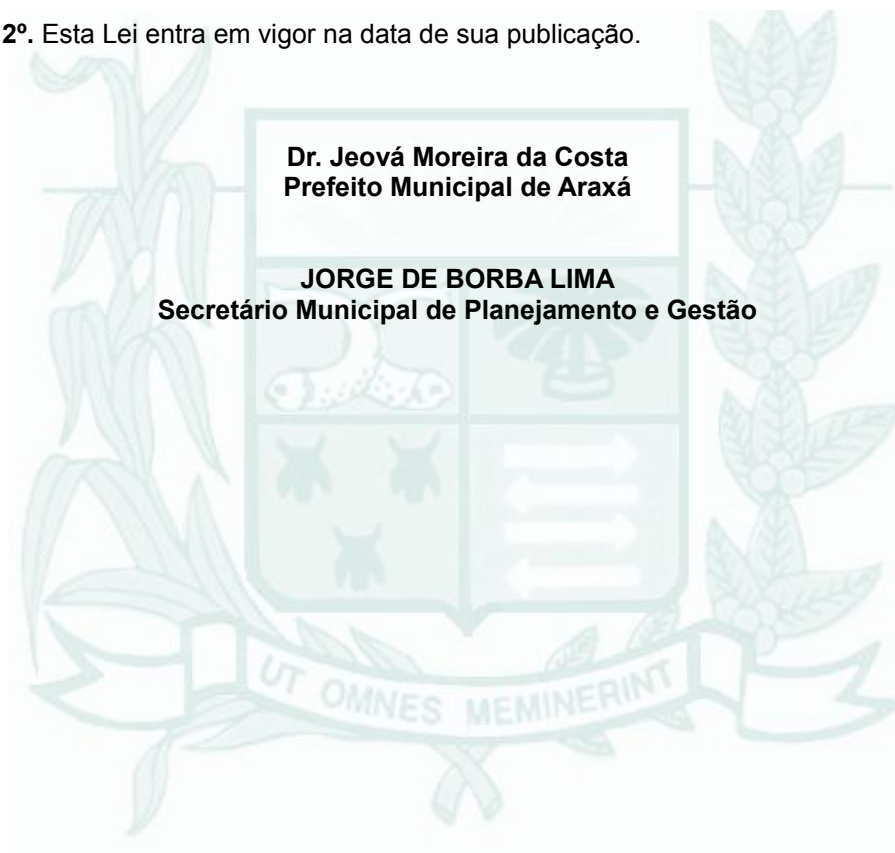 2º. Esta Lei entra em vigor na data de sua publicação.
Dr. Jeová Moreira da Costa
Prefeito Municipal de Araxá
JORGE DE BORBA LIMA
Secretário Municipal de Planejamento e Gestão
UT OMNES MEMINERINT